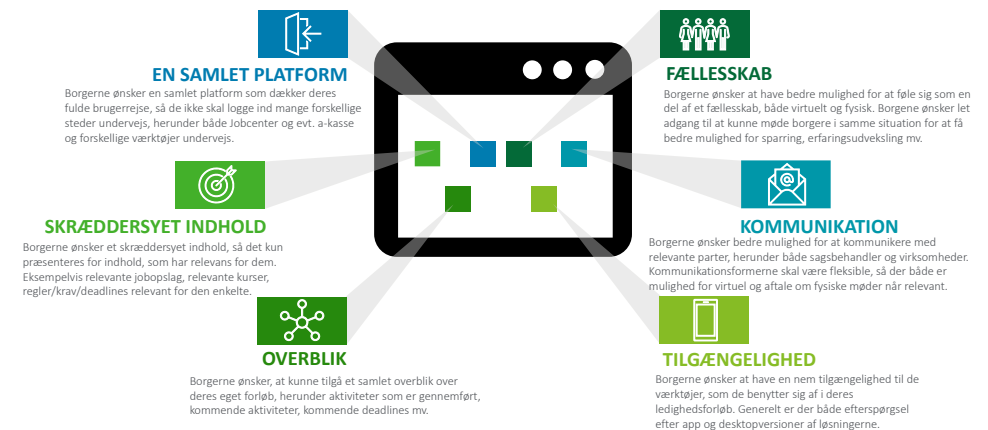 EN SAMLET PLATFORM
Borgerne ønsker en samlet platform som dækker deres
fulde brugerrejse, så de ikke skal logge ind mange forskellige
steder undervejs, herunder både Jobcenter og evt. a-kasse
og forskellige værktøjer undervejs.
SKRÆDDERSYET INDHOLD
Borgerne ønsker et skræddersyet indhold, så det kun
præsenteres for indhold, som har relevans for dem.
Eksempelvis relevante jobopslag, relevante kurser,
regler/krav/deadlines relevant for den enkelte.
OVERBLIK
Borgerne ønsker, at kunne tilgå et samlet overblik over
deres eget forløb, herunder aktiviteter som er gennemført,
kommende aktiviteter, kommende deadlines mv.
FÆLLESSKAB
Borgerne ønsker at have bedre mulighed for at føle sig som en
del af et fællesskab, både virtuelt og fysisk. Borgene ønsker let
adgang til at kunne møde borgere i samme situation for at få
bedre mulighed for sparring, erfaringsudveksling mv.
@
KOMMUNIKATION
Borgerne ønsker bedre mulighed for at kommunikere med
relevante parter, herunder både sagsbehandler og virksomheder.
Kommunikationsformerne skal være fleksible, så der både er
mulighed for virtuel og aftale om fysiske møder når relevant.
TILGÆNGELIGHED
Borgerne ønsker at have en nem tilgængelighed til de
værktøjer, som de benytter sig af i deres
ledighedsforløb. Generelt er der både efterspørgsel
efter app og desktopversioner af løsningerne.